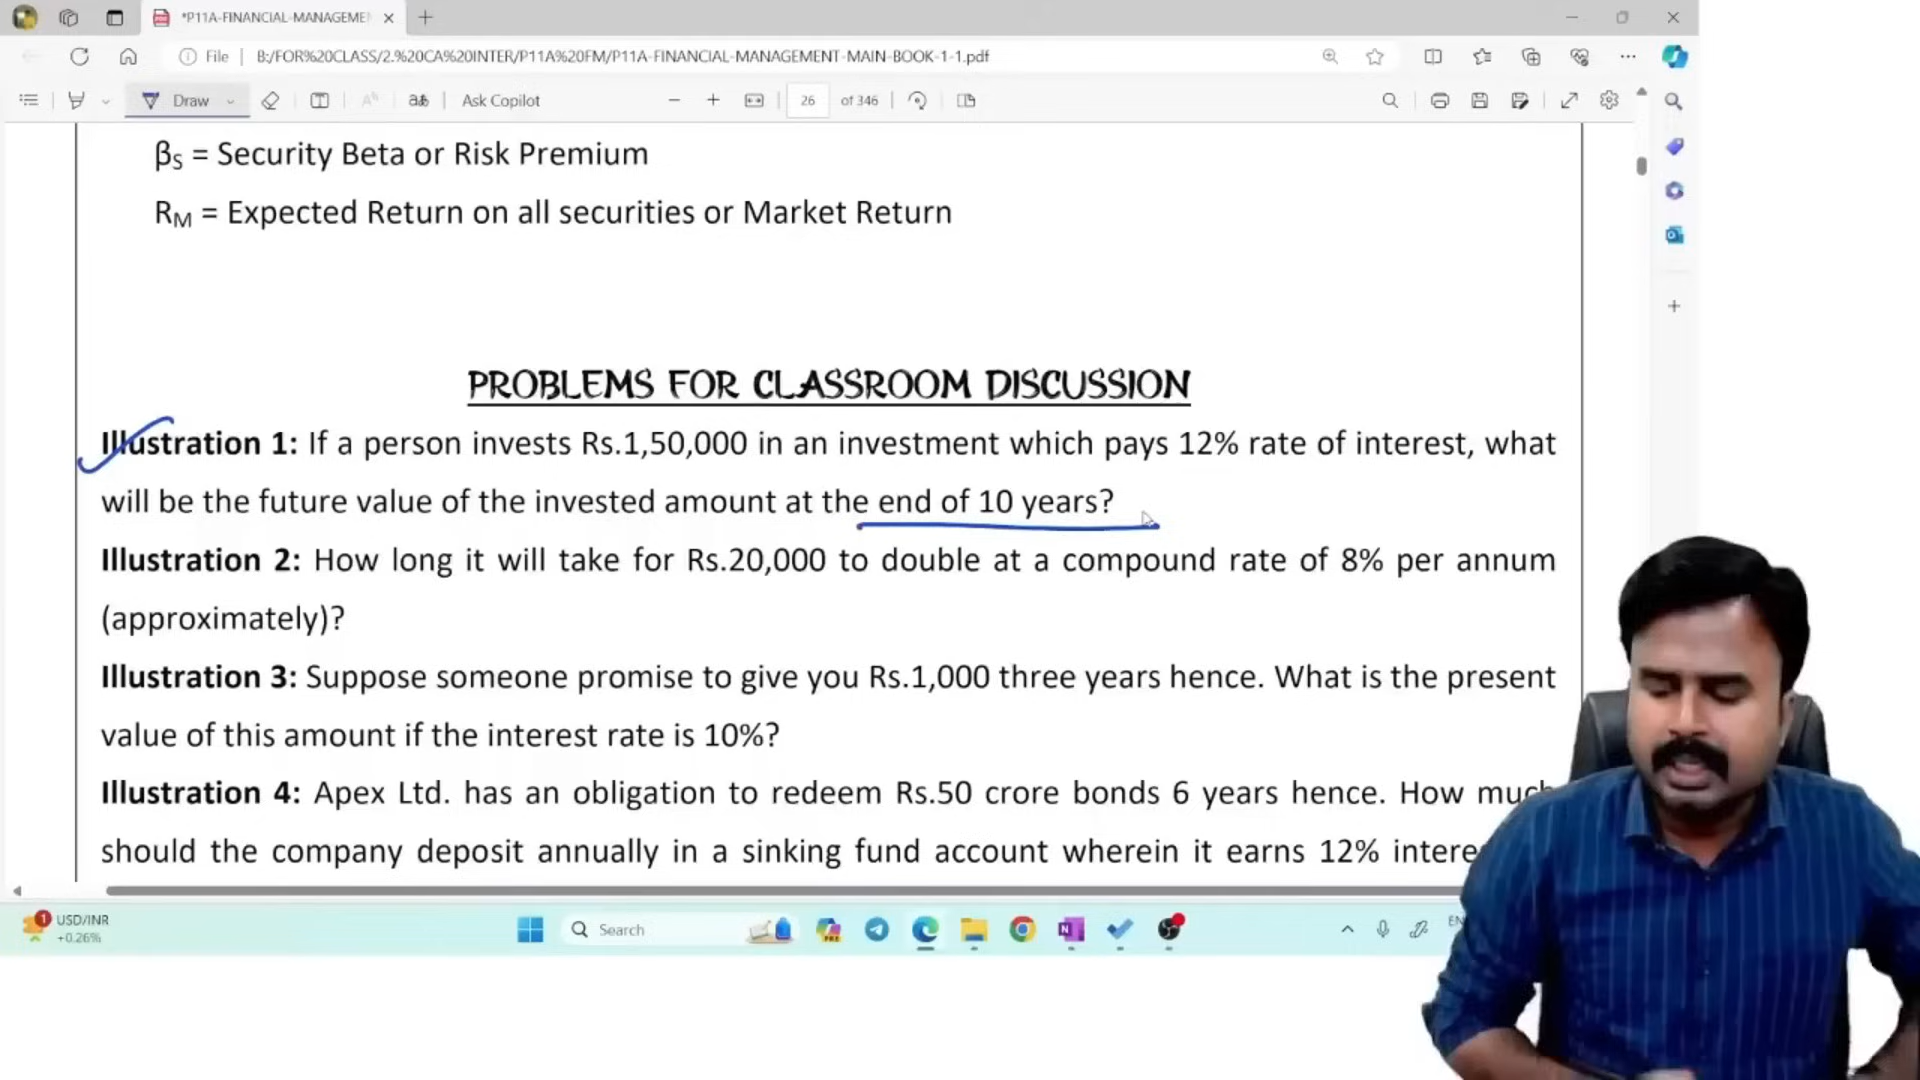 *P11A-FINANCIAL-MANAGEME
File B:/FOR%20CLASS/2.%20CA%20INTER/P11A%20FM/P11A-FINANCIAL-MANAGEMENT-MAIN-BOOK-1-1.pdf
Draw Ask Copilot 26 of 346
βS = Security Beta or Risk Premium
RM = Expected Return on all securities or Market Return
PROBLEMS FOR CLASSROOM DISCUSSION
Illustration 1: If a person invests Rs.1,50,000 in an investment which pays 12% rate of interest, what
will be the future value of the invested amount at the end of 10 years?
Illustration 2: How long it will take for Rs.20,000 to double at a compound rate of 8% per annum
(approximately)?
Illustration 3: Suppose someone promise to give you Rs.1,000 three years hence. What is the present
value of this amount if the interest rate is 10%?
Illustration 4: Apex Ltd. has an obligation to redeem Rs.50 crore bonds 6 years hence. How much
should the company deposit annually in a sinking fund account wherein it earns 12% intere
1 USD/INR
+0.26%
Search